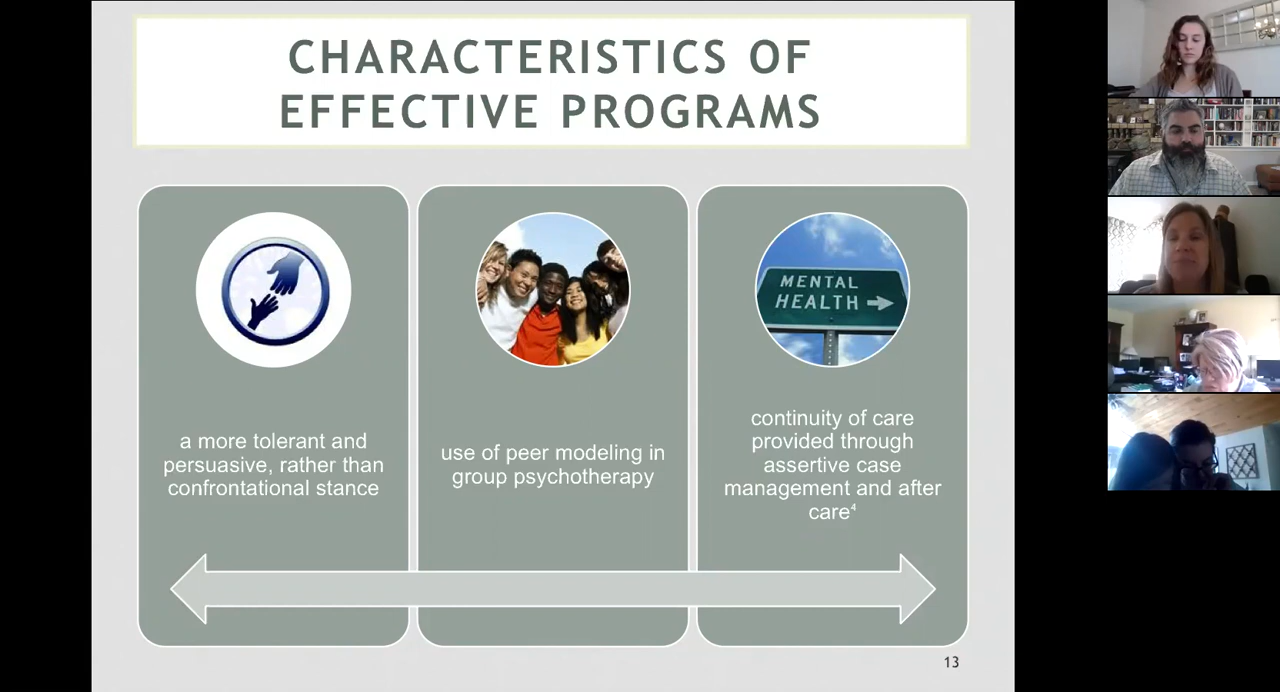 CHARACTERISTICS OF
EFFECTIVE PROGRAMS
a more tolerant and
persuasive, rather than
confrontational stance
use of peer modeling in
group psychotherapy
MENTAL
HEALTH →
continuity of care
provided through
assertive case
management and after
care⁴
13